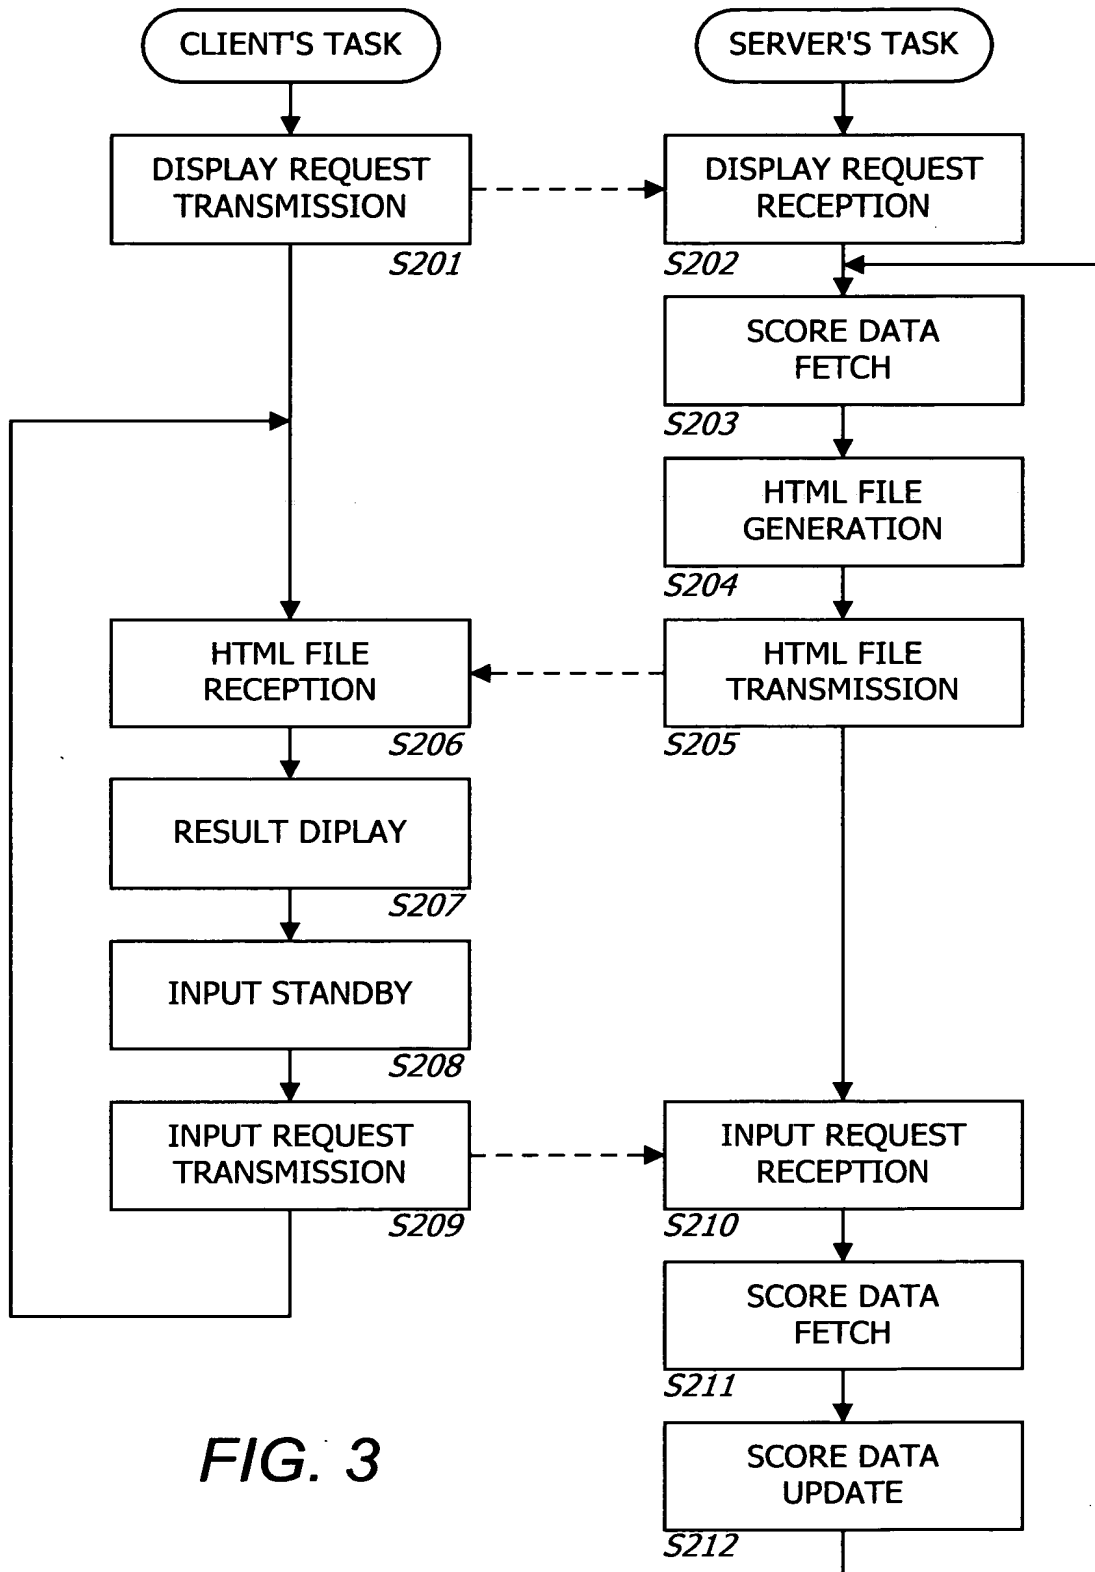 CLIENT'S TASK
SERVER'S TASK
DISPLAY REQUEST
TRANSMISSION
S201
DISPLAY REQUEST
RECEPTION
S202
SCORE DATA
FETCH
S203
HTML FILE
GENERATION
S204
HTML FILE
RECEPTION
S206
HTML FILE
TRANSMISSION
S205
RESULT DIPLAY
S207
INPUT STANDBY
S208
INPUT REQUEST
TRANSMISSION
S209
INPUT REQUEST
RECEPTION
S210
SCORE DATA
FETCH
S211
SCORE DATA
UPDATE
S212
FIG. 3